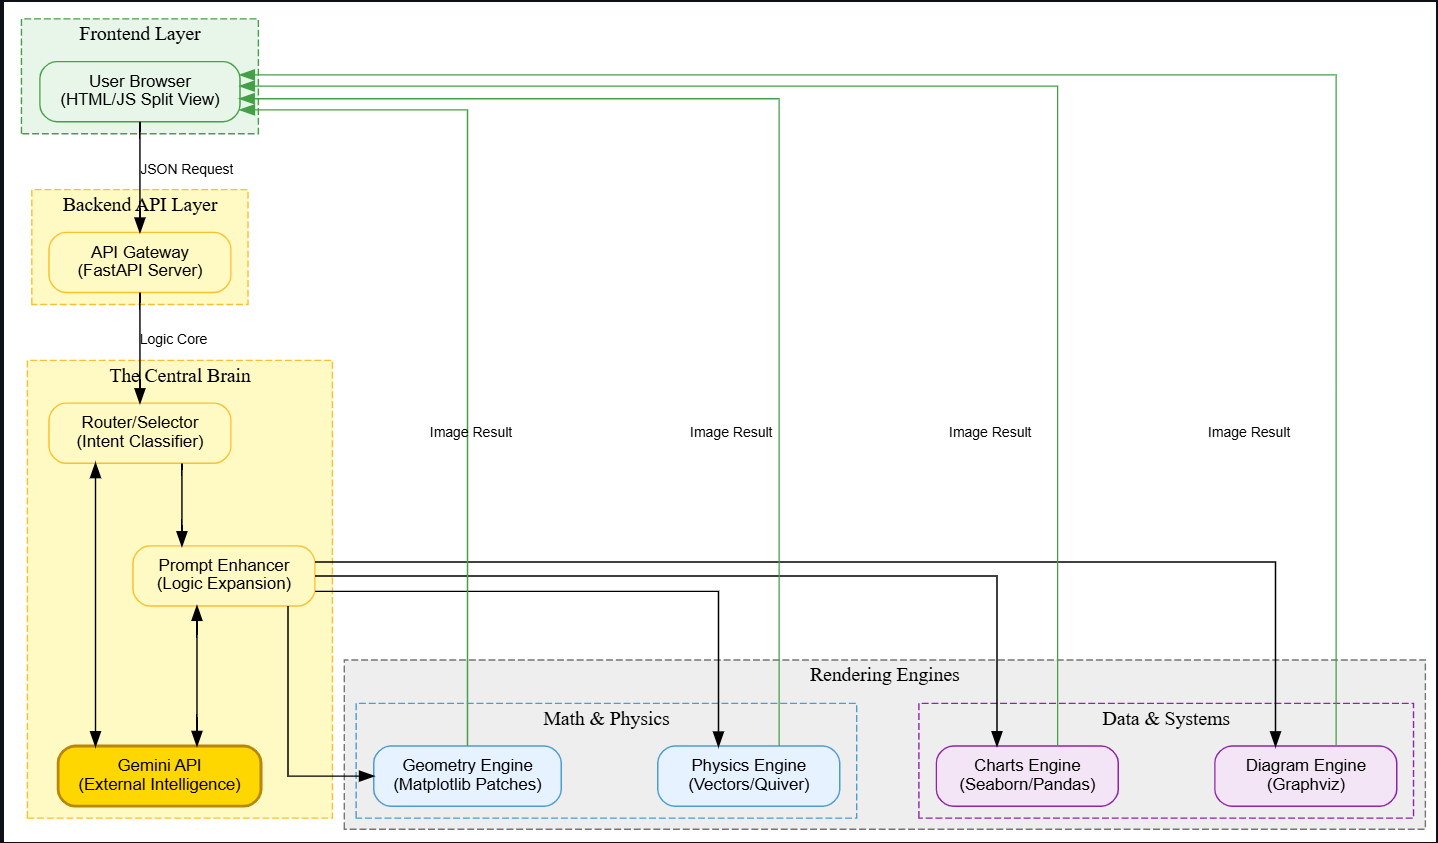 Frontend Layer
User Browser
(HTML/JS Split View)
JSON Request
Backend API Layer
API Gateway
(FastAPI Server)
Logic Core
The Central Brain
Router/Selector
(Intent Classifier)
Image Result
Image Result
Image Result
Image Result
Prompt Enhancer
(Logic Expansion)
Gemini API
(External Intelligence)
Rendering Engines
Math & Physics
Geometry Engine
(Matplotlib Patches)
Physics Engine
(Vectors/Quiver)
Data & Systems
Charts Engine
(Seaborn/Pandas)
Diagram Engine
(Graphviz)